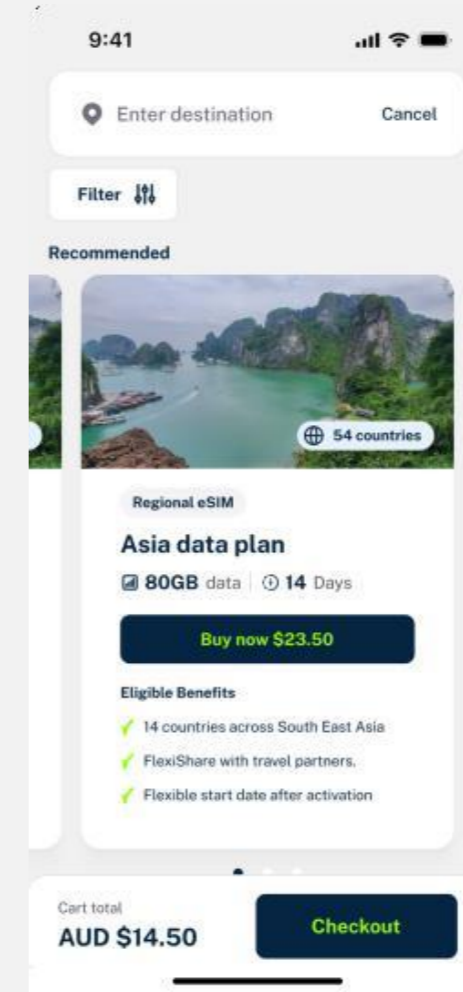 9:41
Enter destination Cancel
Filter
Recommended
54 countries
Regional eSIM
Asia data plan
80GB data 14 Days
Buy now $23.50
Eligible Benefits
14 countries across South East Asia
FlexiShare with travel partners.
Flexible start date after activation
Cart total
AUD $14.50
Checkout